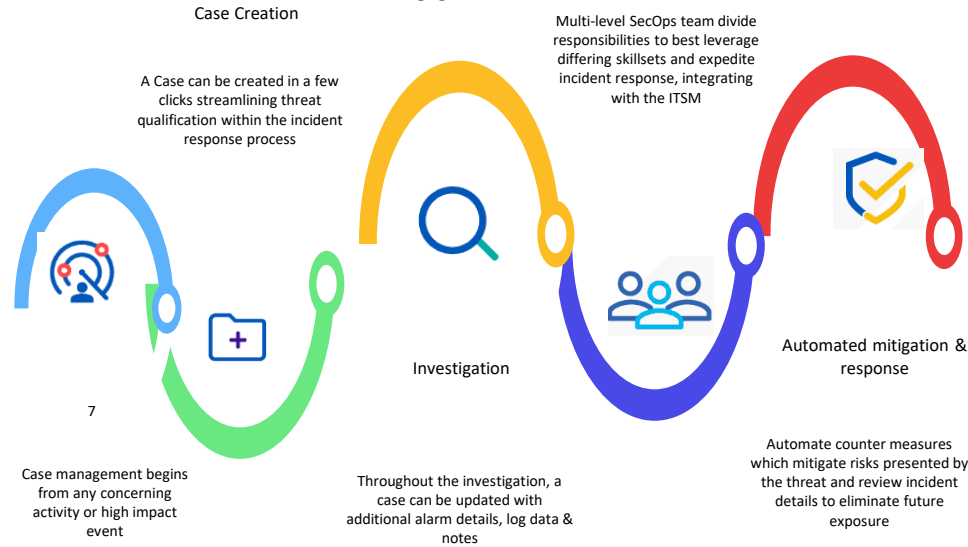 Case Creation
A Case can be created in a few
clicks streamlining threat
qualification within the incident
response process
Multi-level SecOps team divide
responsibilities to best leverage
differing skillsets and expedite
incident response, integrating
with the ITSM
7
Case management begins
from any concerning
activity or high impact
event
Investigation
Throughout the investigation, a
case can be updated with
additional alarm details, log data &
notes
Automated mitigation &
response
Automate counter measures
which mitigate risks presented by
the threat and review incident
details to eliminate future
exposure